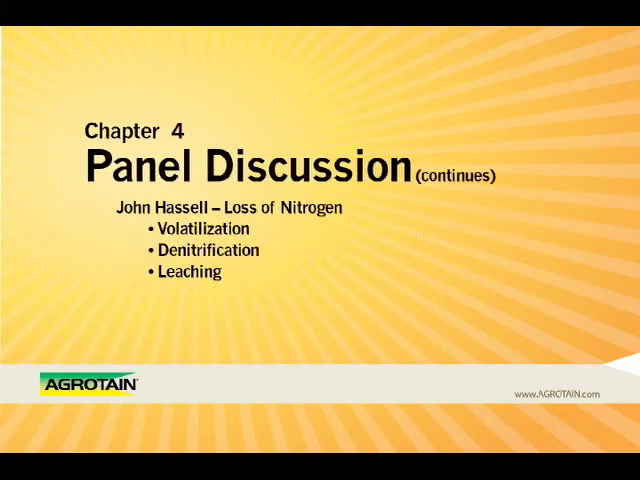 Chapter 4
Panel Discussion (continues)
John Hassell – Loss of Nitrogen
• Volatilization
• Denitrification
• Leaching
AGROTAIN®
www.AGROTAIN.com